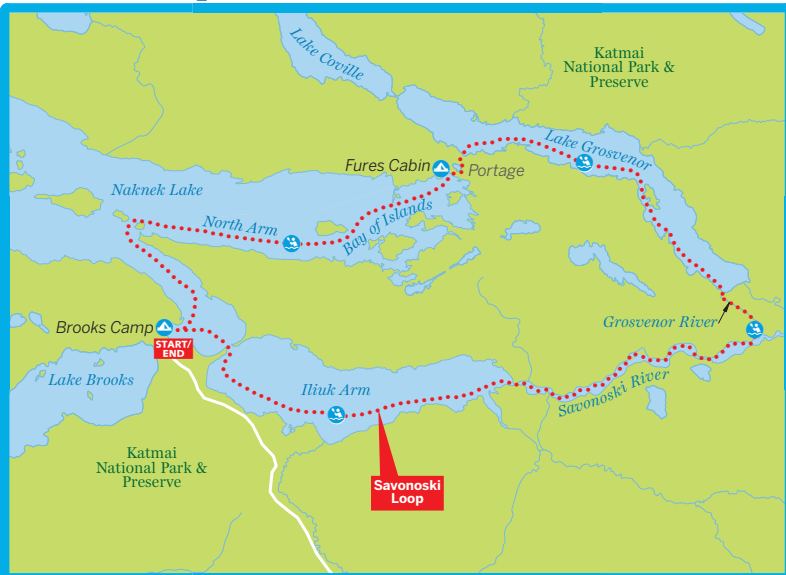 Lake Coville
Katmai
National Park &
Preserve
Lake Grosvenor
Fures Cabin
Portage
Naknek Lake
North Arm
Bay of Islands
Grosvenor River
Brooks Camp
START/
END
Lake Brooks
Iliuk Arm
Savonoski River
Katmai
National Park &
Preserve
Savonoski
Loop